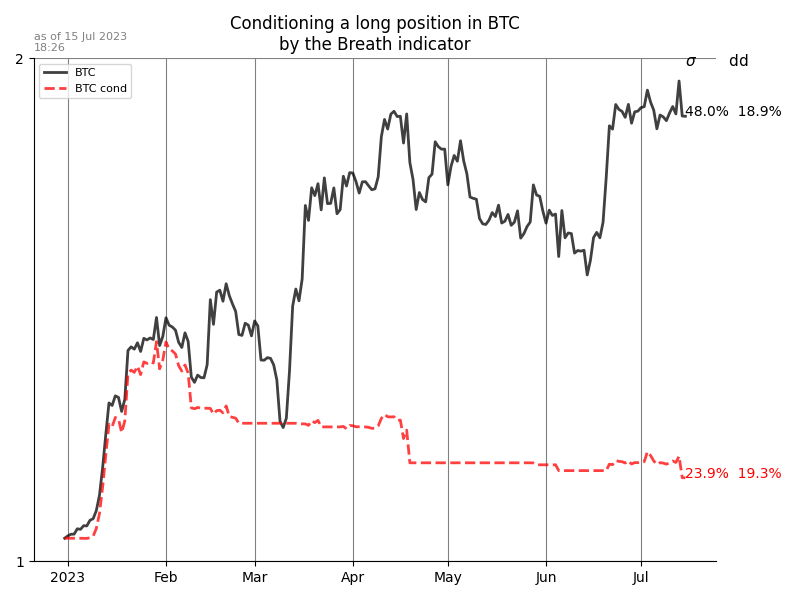 Conditioning a long position in BTC
by the Breath indicator
as of 15 Jul 2023
18:26
σ dd
2
BTC
BTC cond
48.0% 18.9%
23.9% 19.3%
1
2023 Feb Mar Apr May Jun Jul